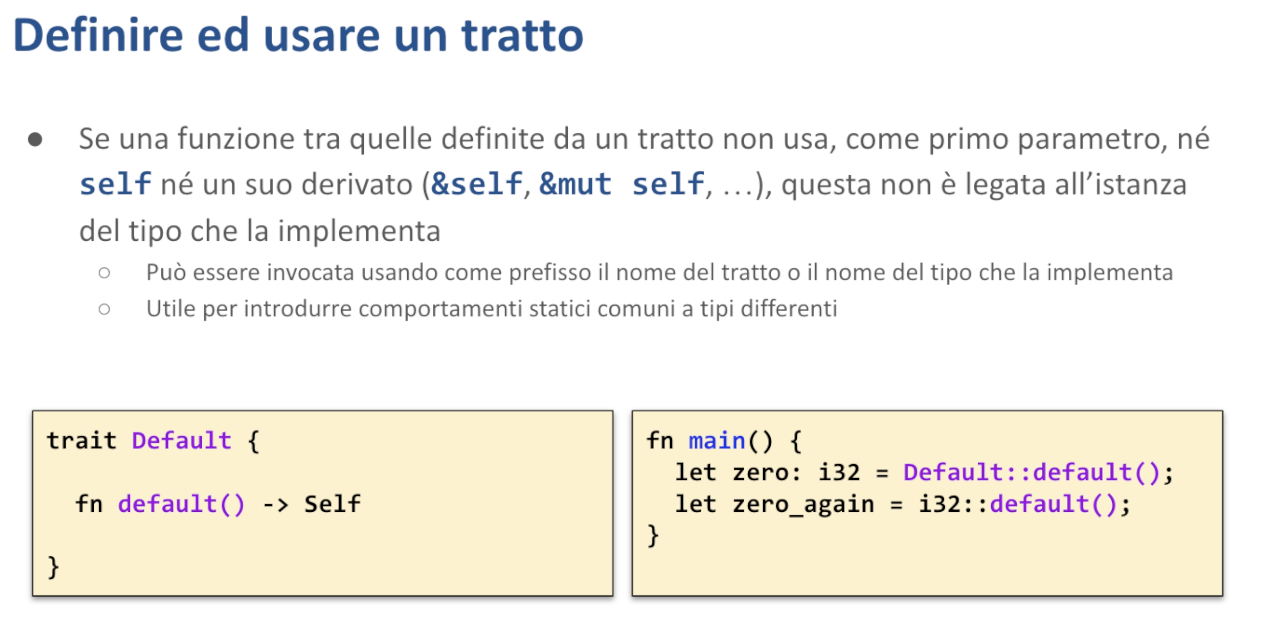 Definire ed usare un tratto
● Se una funzione tra quelle definite da un tratto non usa, come primo parametro, né
self né un suo derivato (&self, &mut self, …), questa non è legata all’istanza
del tipo che la implementa
○ Può essere invocata usando come prefisso il nome del tratto o il nome del tipo che la implementa
○ Utile per introdurre comportamenti statici comuni a tipi differenti
trait Default {
fn default() -> Self
}
fn main() {
let zero: i32 = Default::default();
let zero_again = i32::default();
}